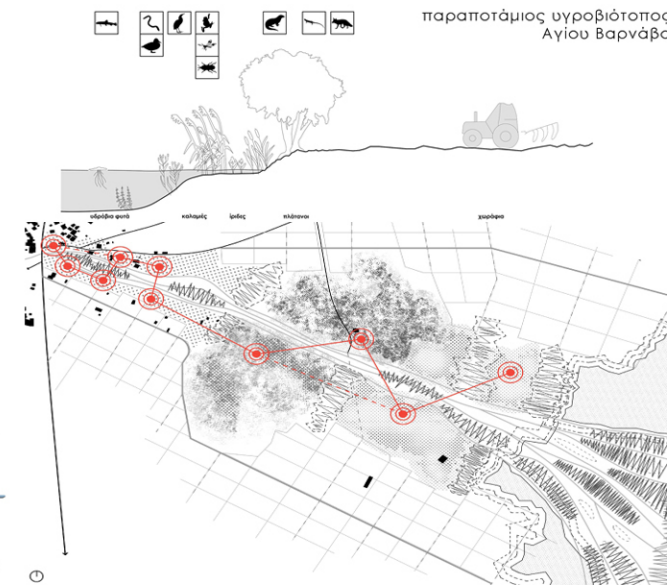 παραποτάμιος υγροβιότοπος
Αγίου Βαρνάβα
υδρόβια φυτά καλαμιές ίριδες πλάτανοι χωράφια